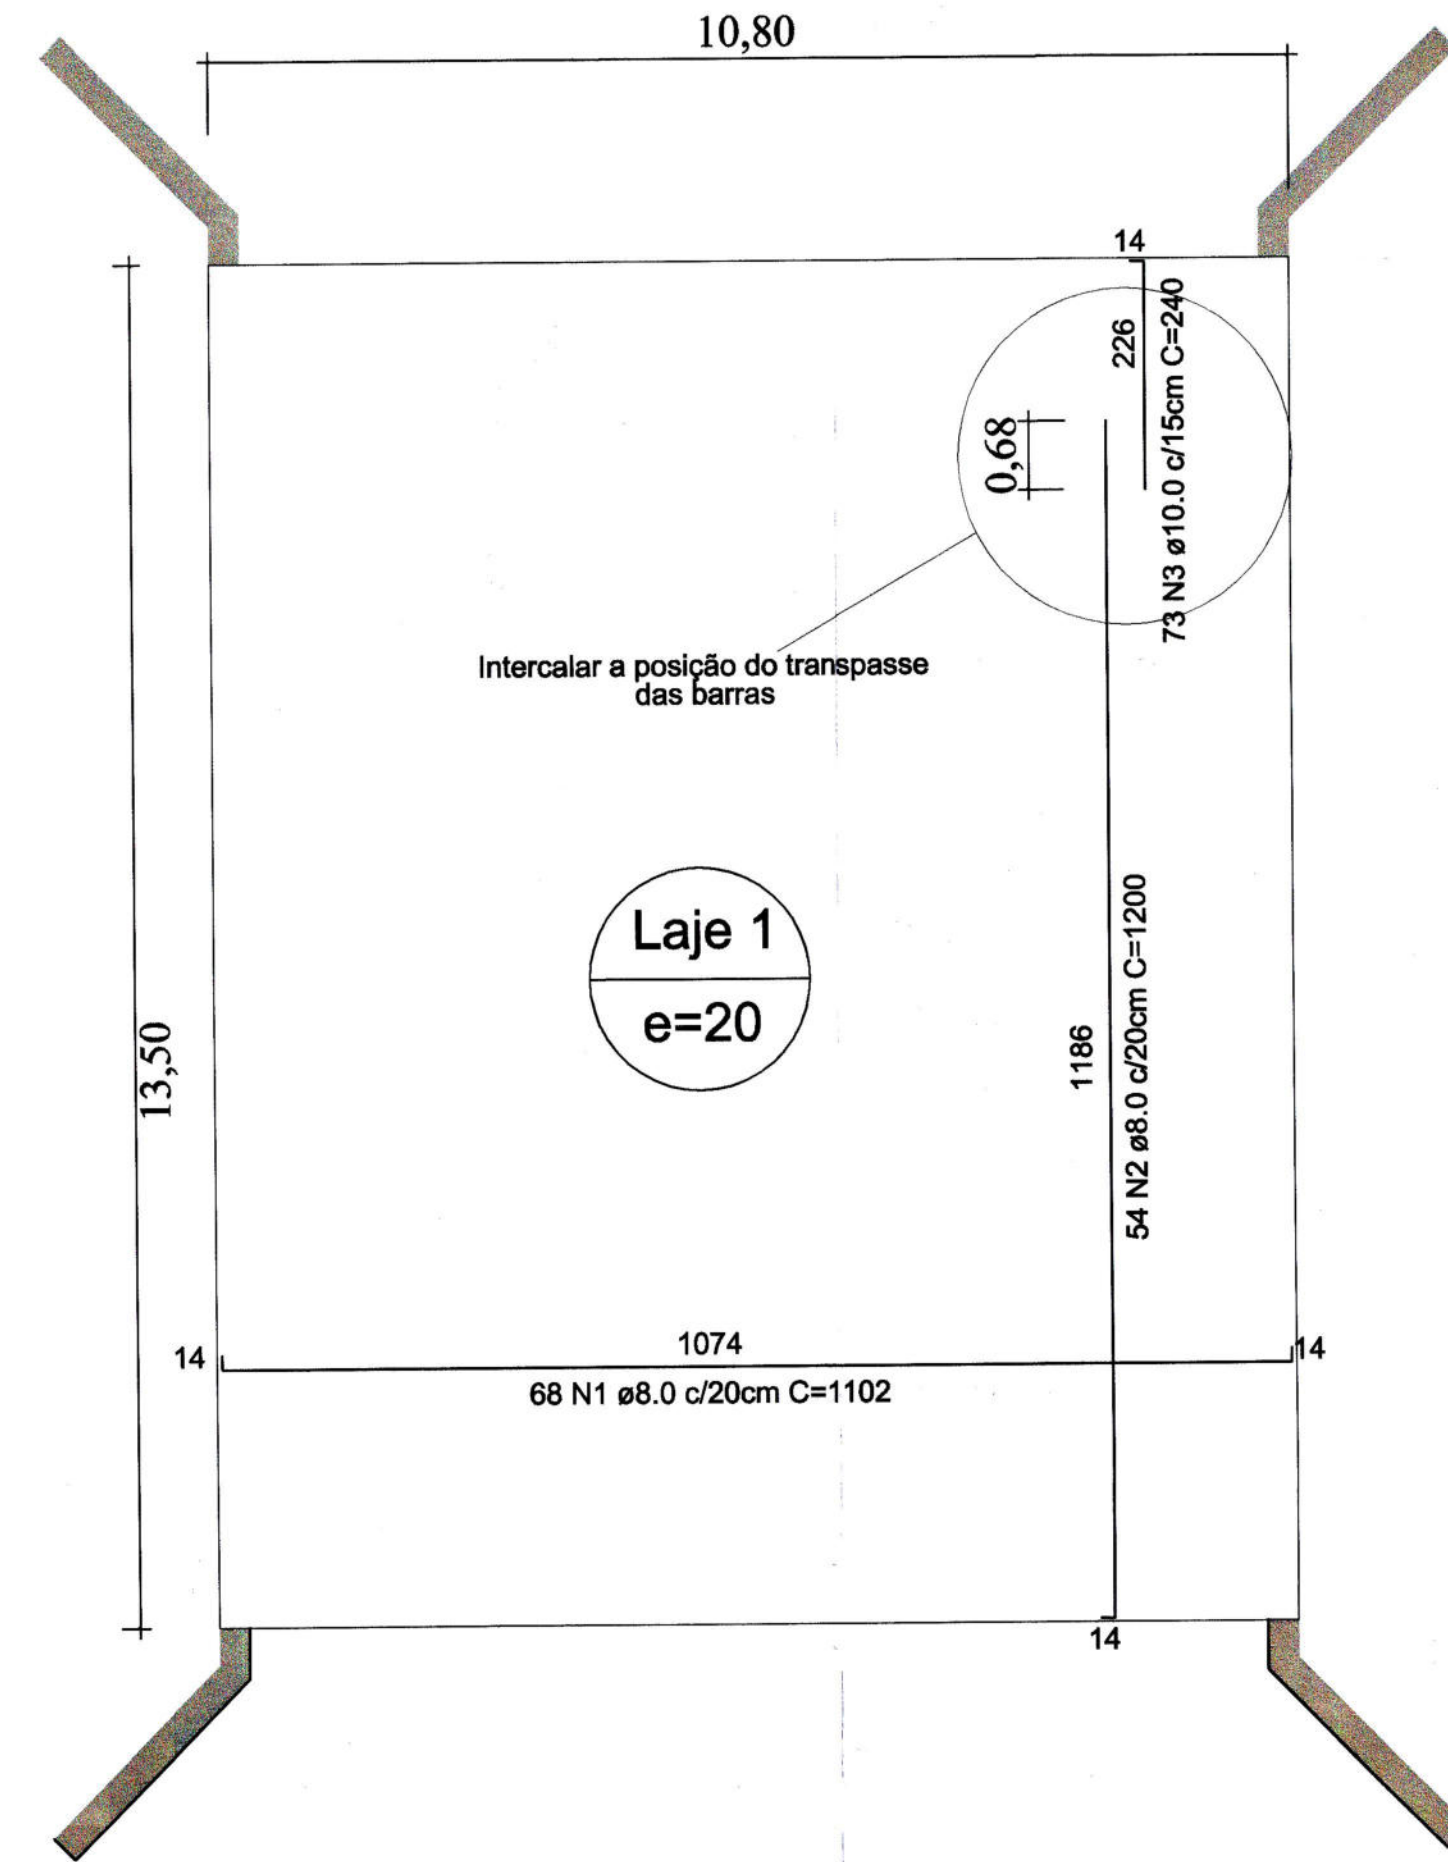 10,80
14
226
73 N3 ø10.0 c/15cm C=240
0,68
Intercalar a posição do transpasse
das barras
Laje 1
e=20
13,50
1186
54 N2 ø8.0 c/20cm C=1200
14
1074
14
68 N1 ø8.0 c/20cm C=1102
14